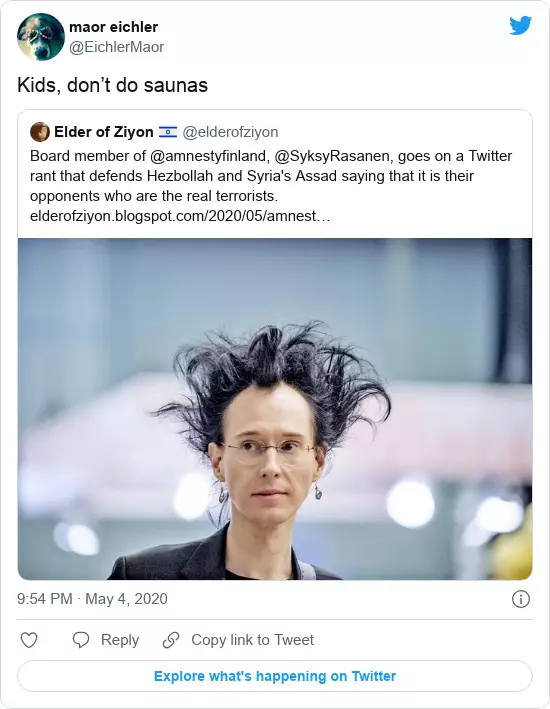 maor eichler
@EichlerMaor
Kids, don’t do saunas
Elder of Ziyon 🇮🇱 @elderofziyon
Board member of @amnestyfinland, @SyksyRasanen, goes on a Twitter
rant that defends Hezbollah and Syria's Assad saying that it is their
opponents who are the real terrorists.
elderofziyon.blogspot.com/2020/05/amnest…
9:54 PM · May 4, 2020
Reply
Copy link to Tweet
Explore what's happening on Twitter